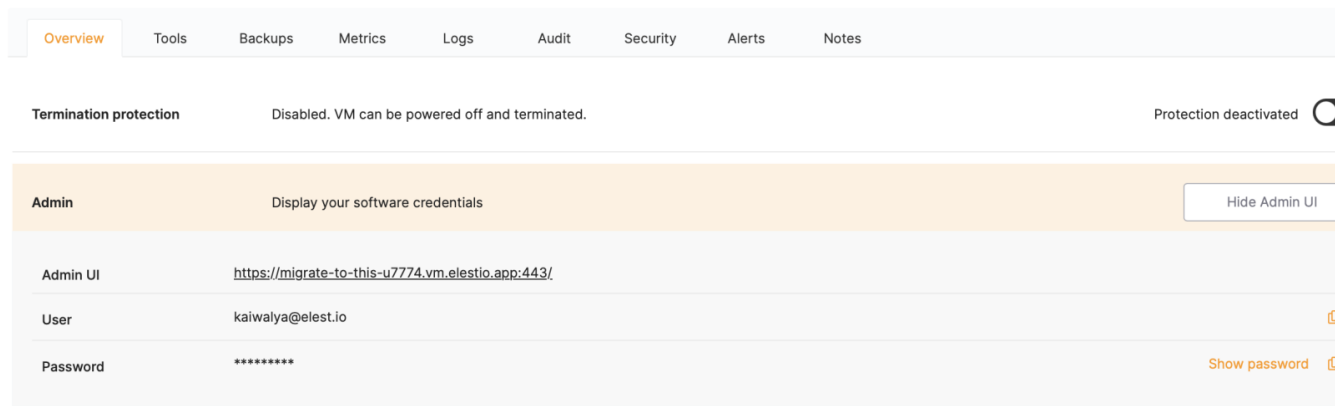 Overview Tools Backups Metrics Logs Audit Security Alerts Notes
Termination protection Disabled. VM can be powered off and terminated. Protection deactivated
Admin Display your software credentials Hide Admin UI
Admin UI https://migrate-to-this-u7774.vm.elestio.app:443/
User kaiwalya@elest.io
Password ********* Show password